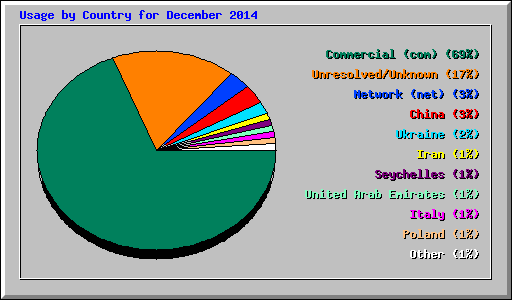 Usage by Country for December 2014
Commercial (com) (69%)
Unresolved/Unknown (17%)
Network (net) (3%)
China (3%)
Ukraine (2%)
Iran (1%)
Seychelles (1%)
United Arab Emirates (1%)
Italy (1%)
Poland (1%)
Other (1%)